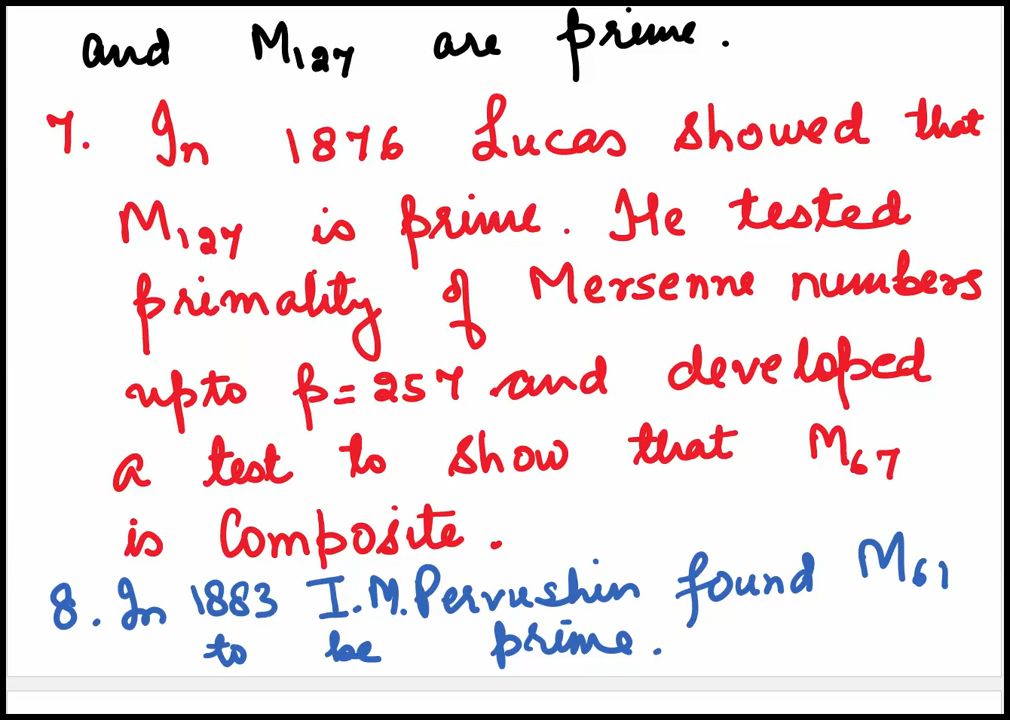 and M127 are prime.
7. In 1876 Lucas showed that
M127 is prime. He tested
primality of Mersenne numbers
upto p=257 and developed
a test to show that M67
is Composite.
8. In 1883 I.M.Pervushin found M61
to be prime.